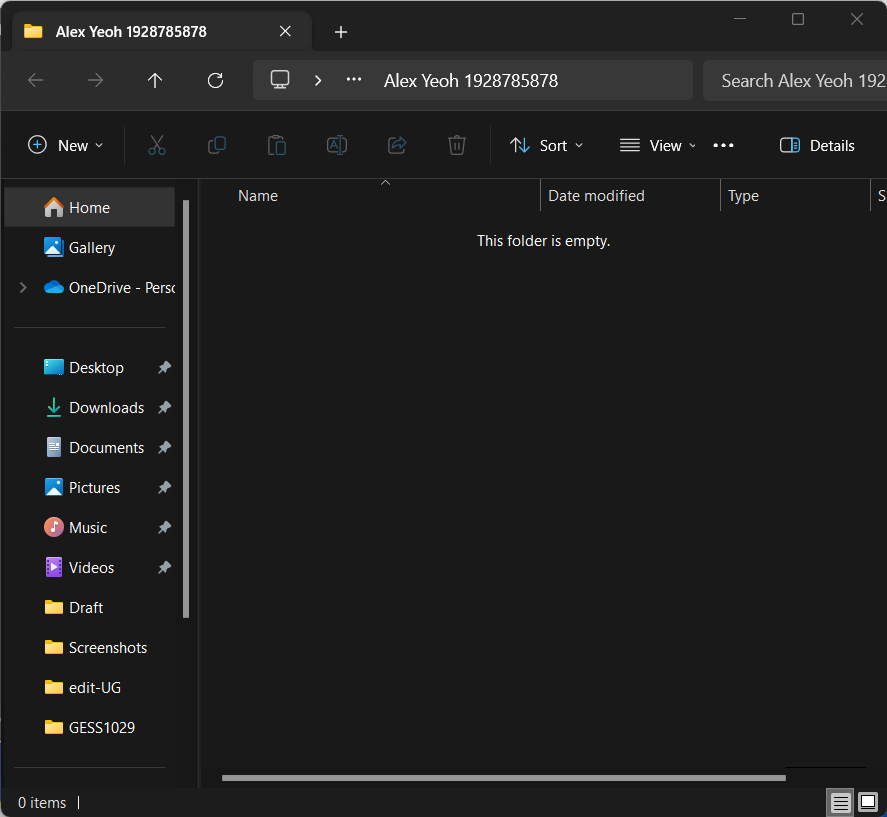 Alex Yeoh 1928785878
Alex Yeoh 1928785878
Search Alex Yeoh 192
New
Sort
View
Details
Name
Date modified
Type
S
This folder is empty.
Home
Gallery
OneDrive - Perso
Desktop
Downloads
Documents
Pictures
Music
Videos
Draft
Screenshots
edit-UG
GESS1029
0 items